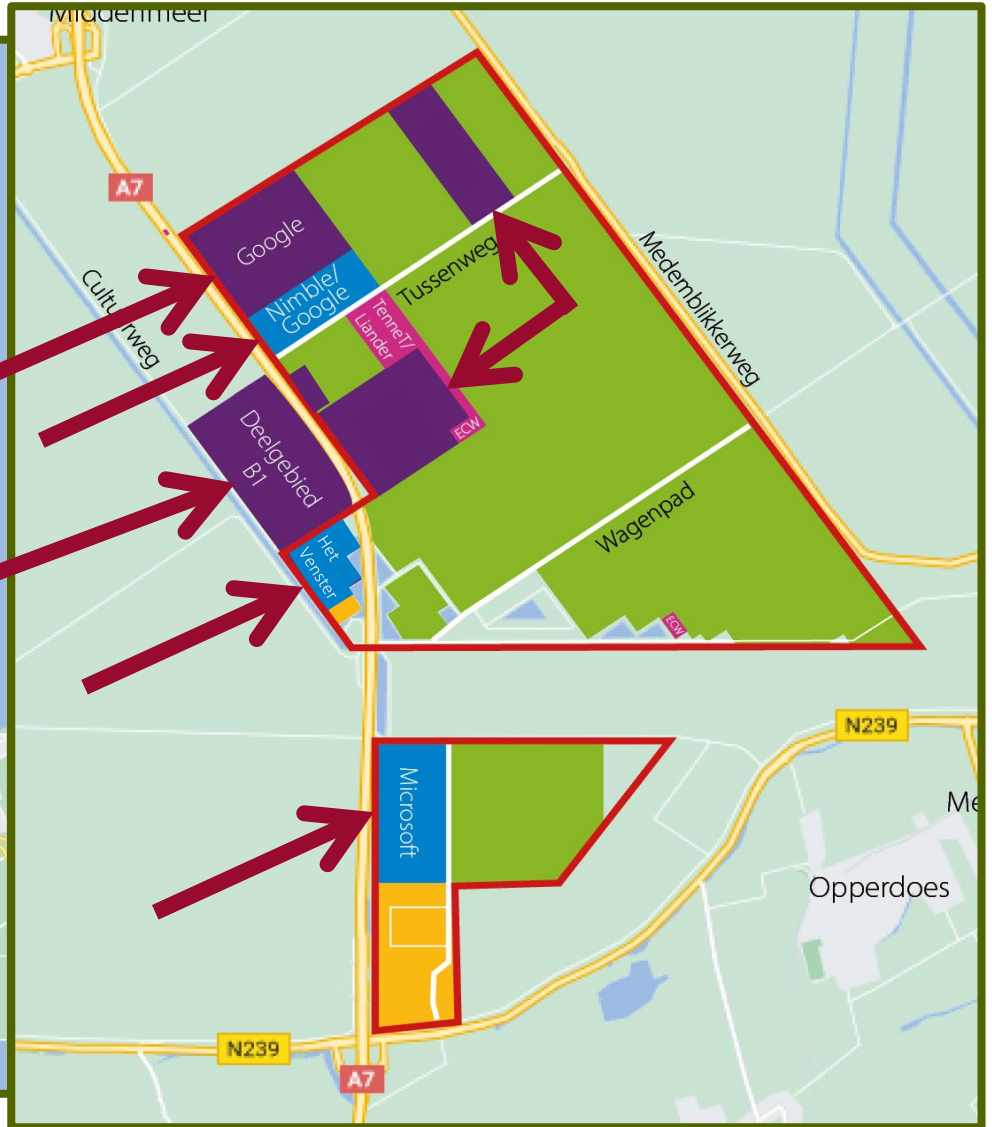 Middenmeer
A7
Google
Nimble/
Google
Tussenweg
TenneT/
Liander
Medemblikkerweg
Cultuurweg
Deelgebied
B1
ECW
Het
Venster
Wagenpad
ECW
N239
Microsoft
Me
Opperdoes
N239
A7